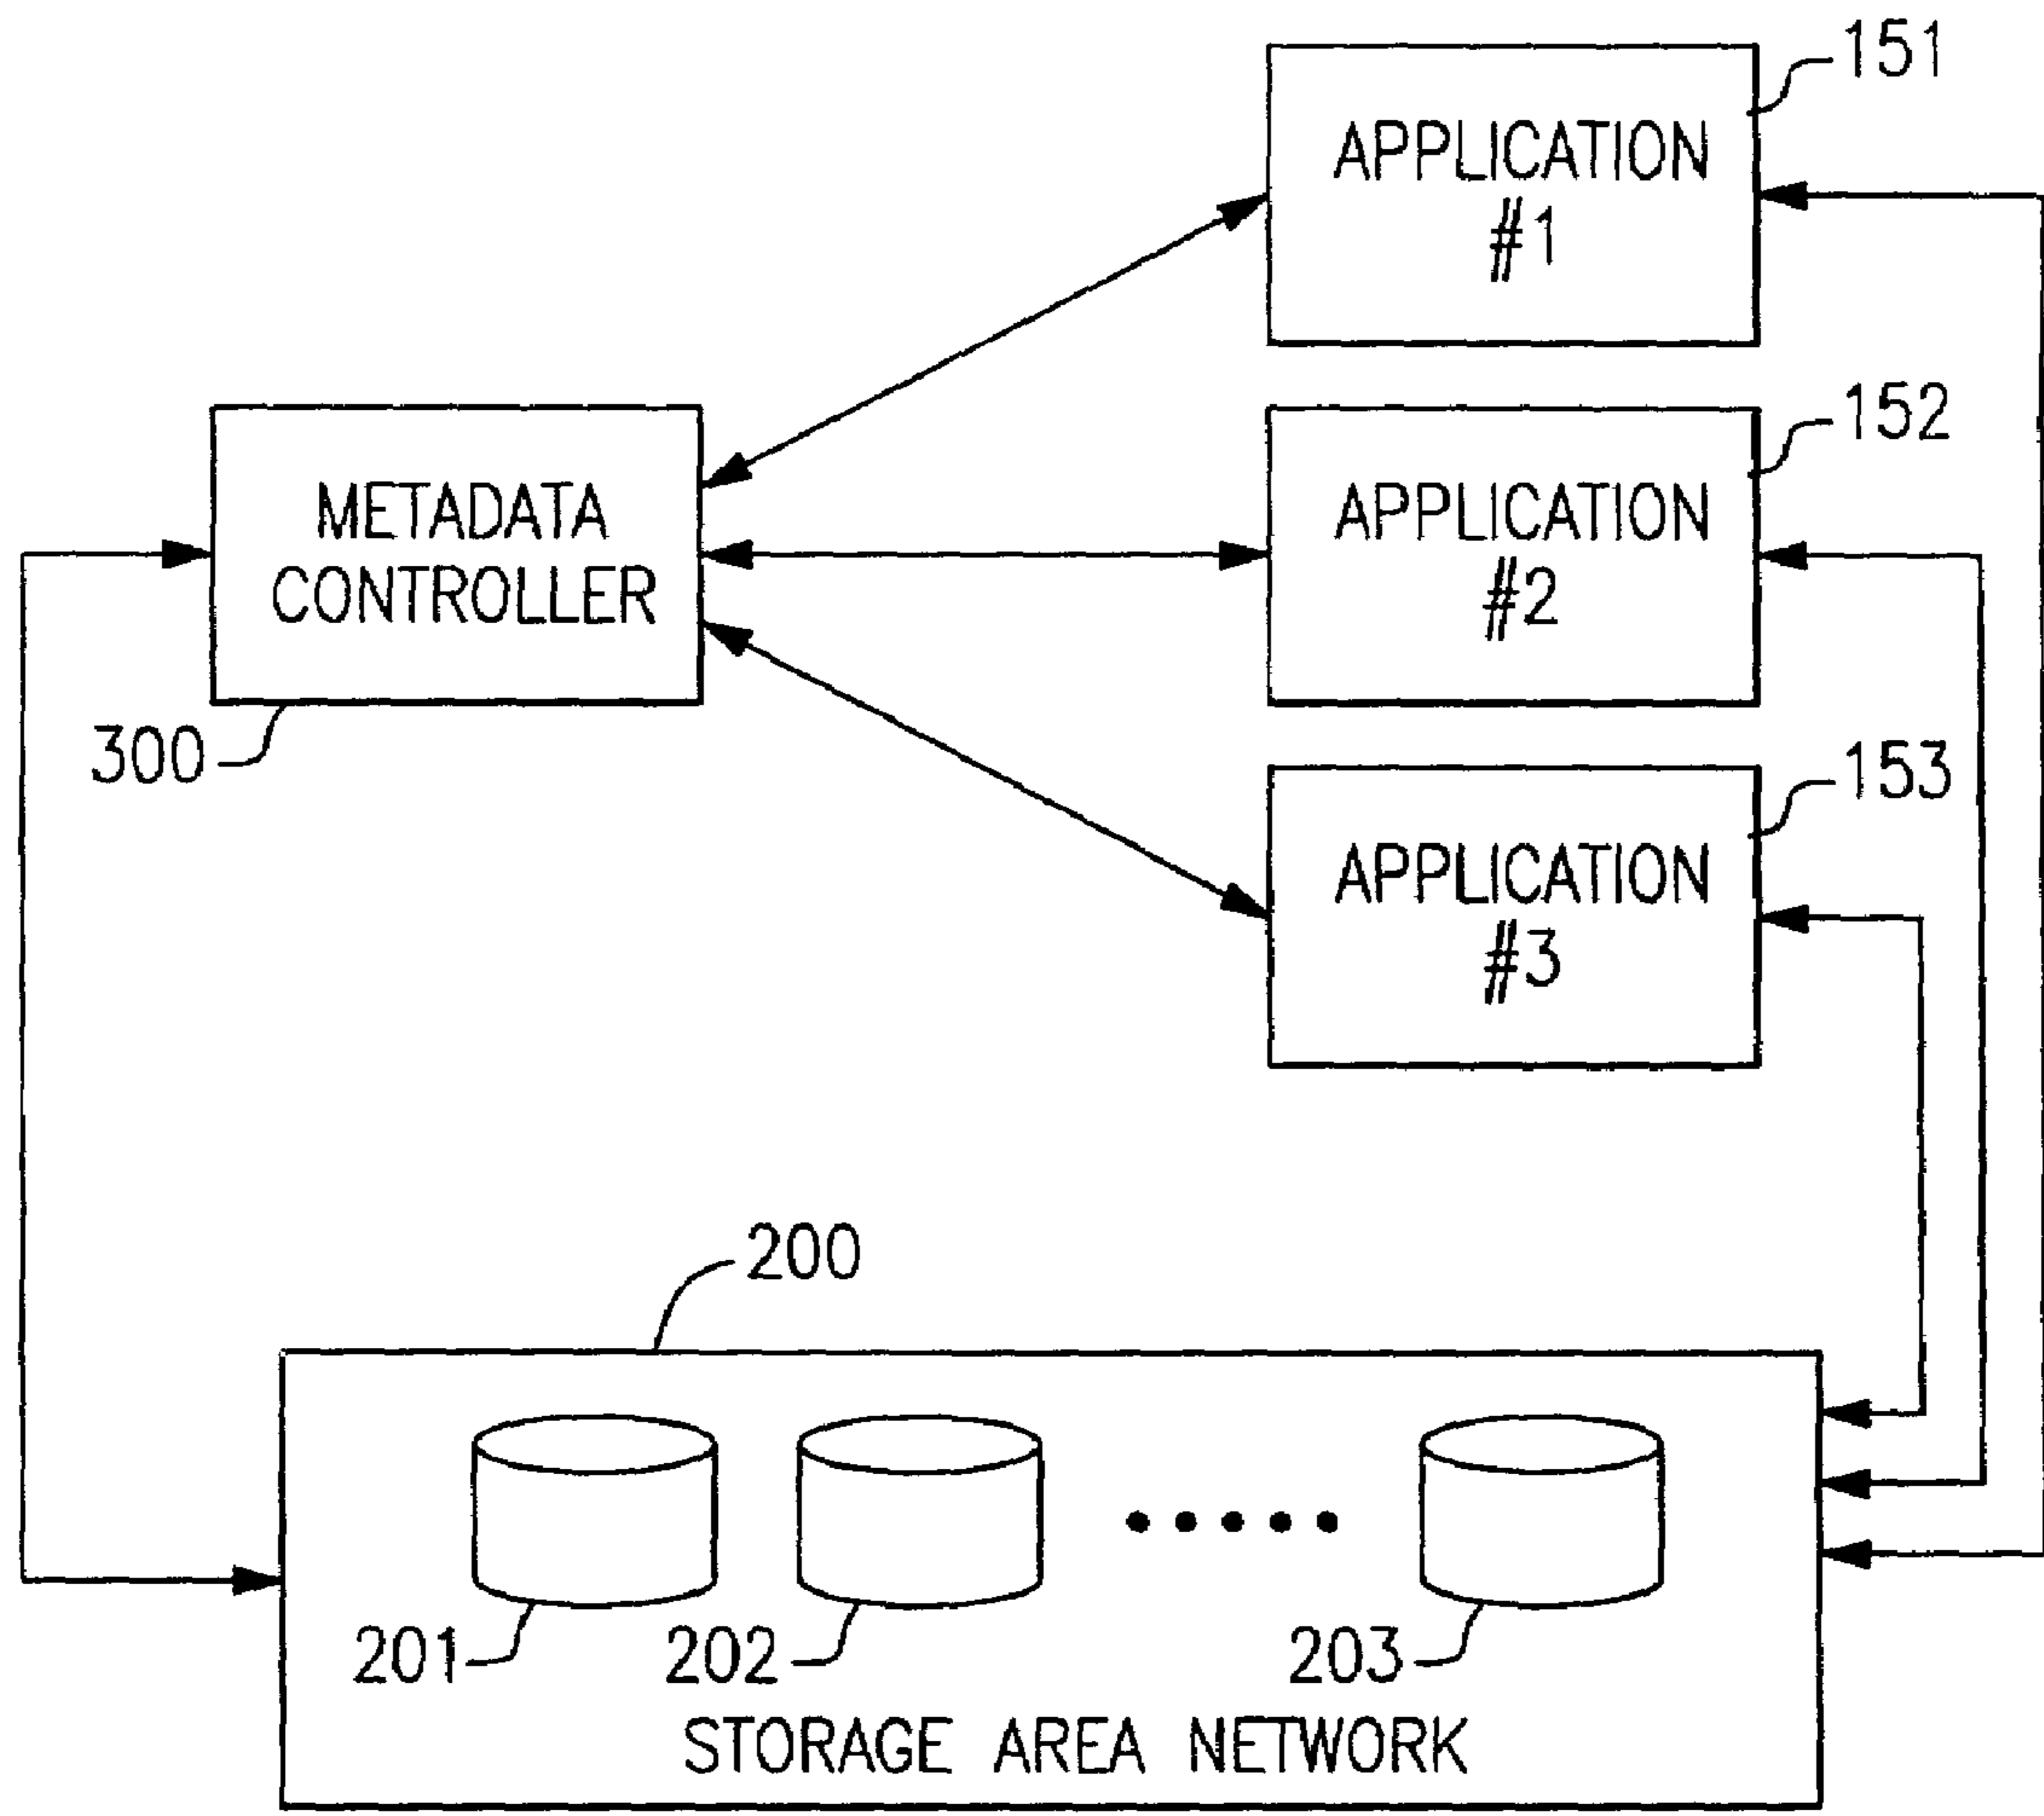 151
APPLICATION
#1
152
METADATA
CONTROLLER
APPLICATION
#2
300
153
APPLICATION
#3
200
201
202
203
STORAGE AREA NETWORK